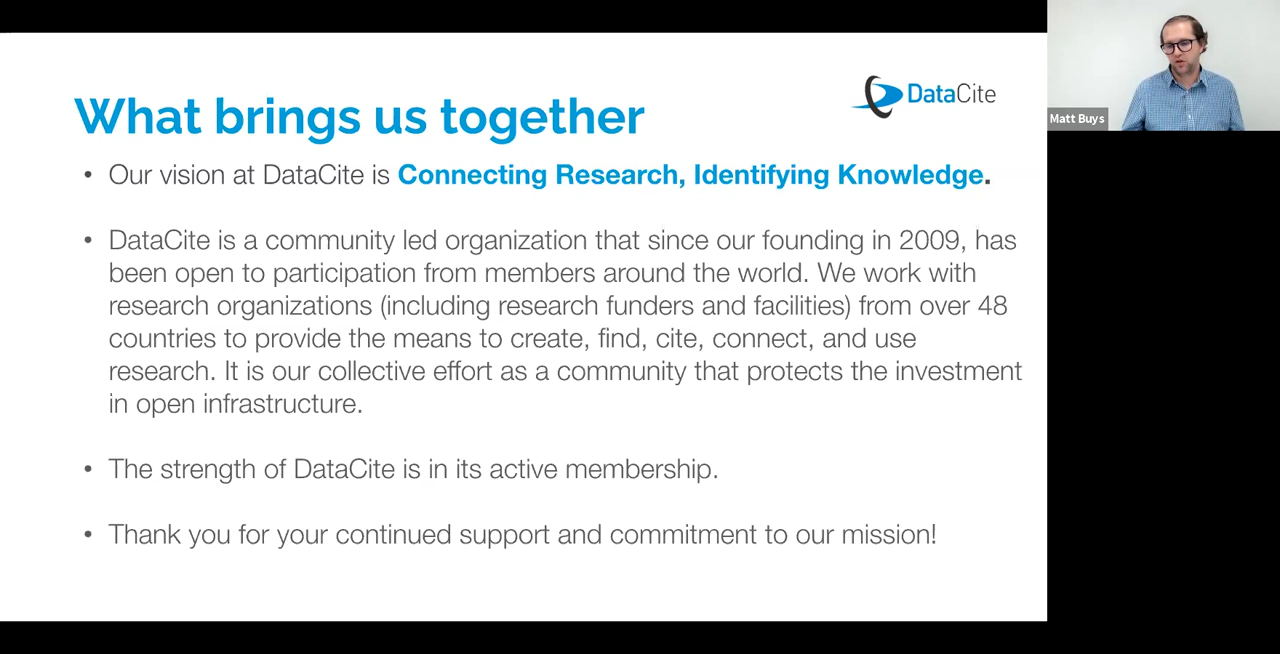 What brings us together
DataCite
• Our vision at DataCite is Connecting Research, Identifying Knowledge.
• DataCite is a community led organization that since our founding in 2009, has
been open to participation from members around the world. We work with
research organizations (including research funders and facilities) from over 48
countries to provide the means to create, find, cite, connect, and use
research. It is our collective effort as a community that protects the investment
in open infrastructure.
• The strength of DataCite is in its active membership.
• Thank you for your continued support and commitment to our mission!
Matt Buys